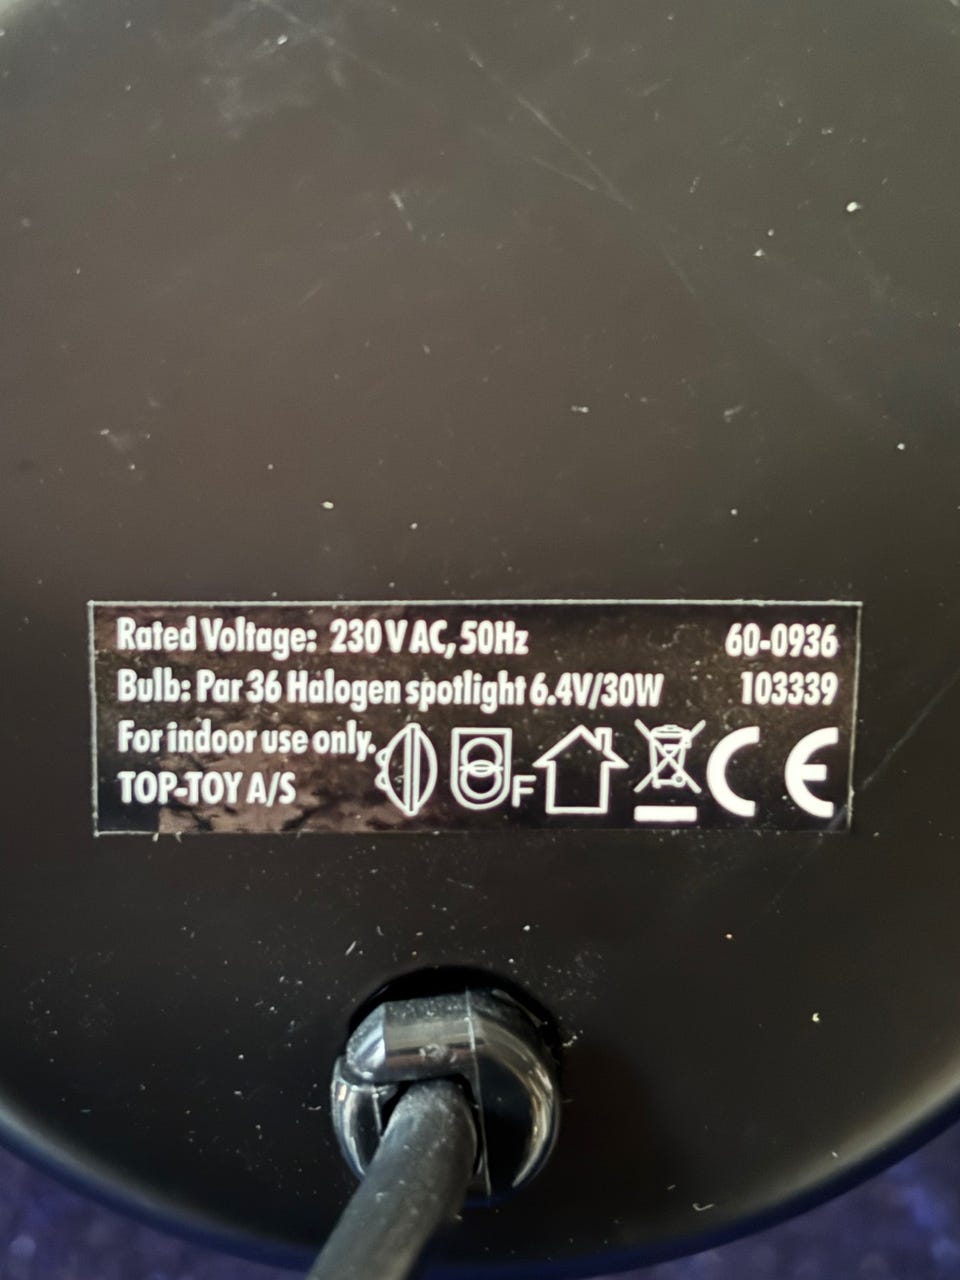 Rated Voltage: 230 V AC, 50Hz 60-0936
Bulb: Par 36 Halogen spotlight 6.4V/30W 103339
For indoor use only.
TOP-TOY A/S F CE